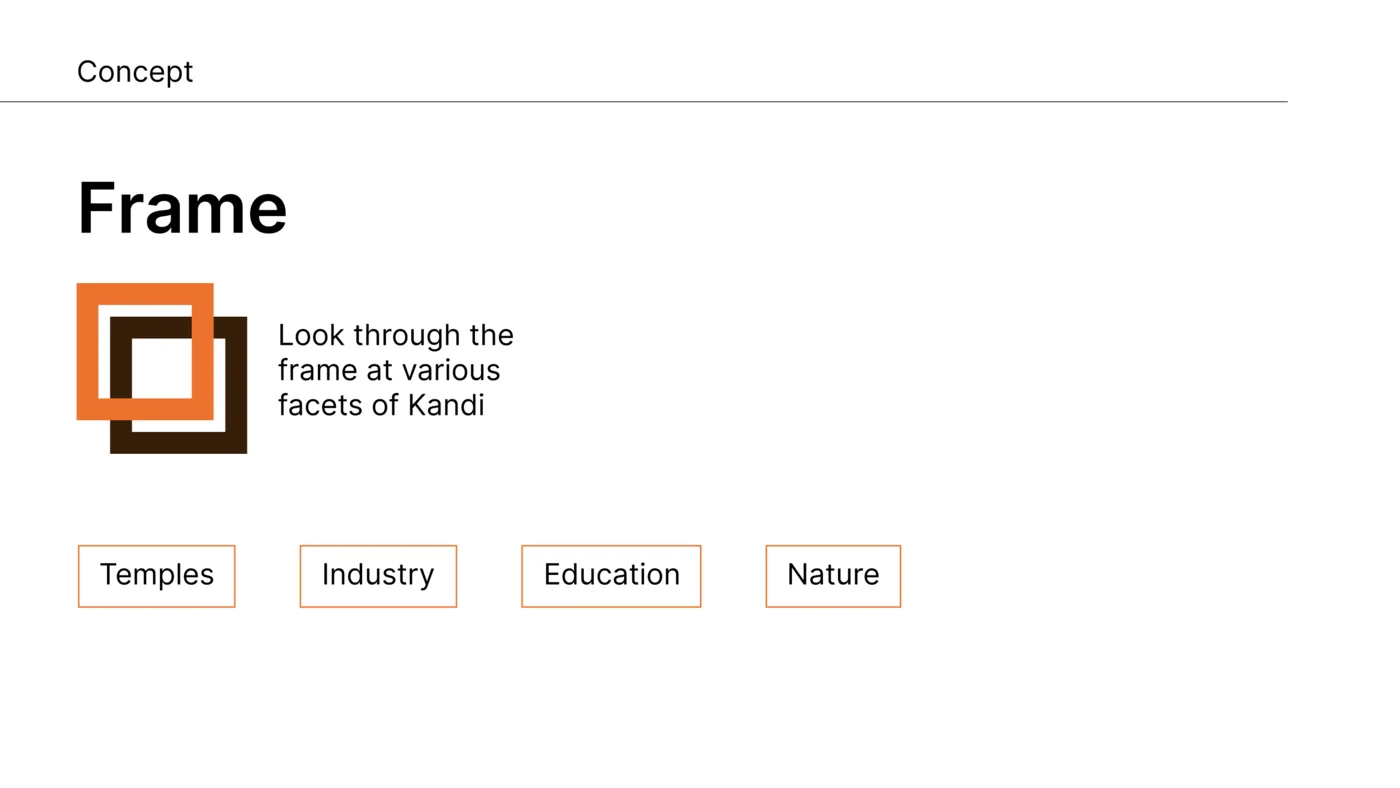 Concept
Frame
Look through the
frame at various
facets of Kandi
Temples
Industry
Education
Nature